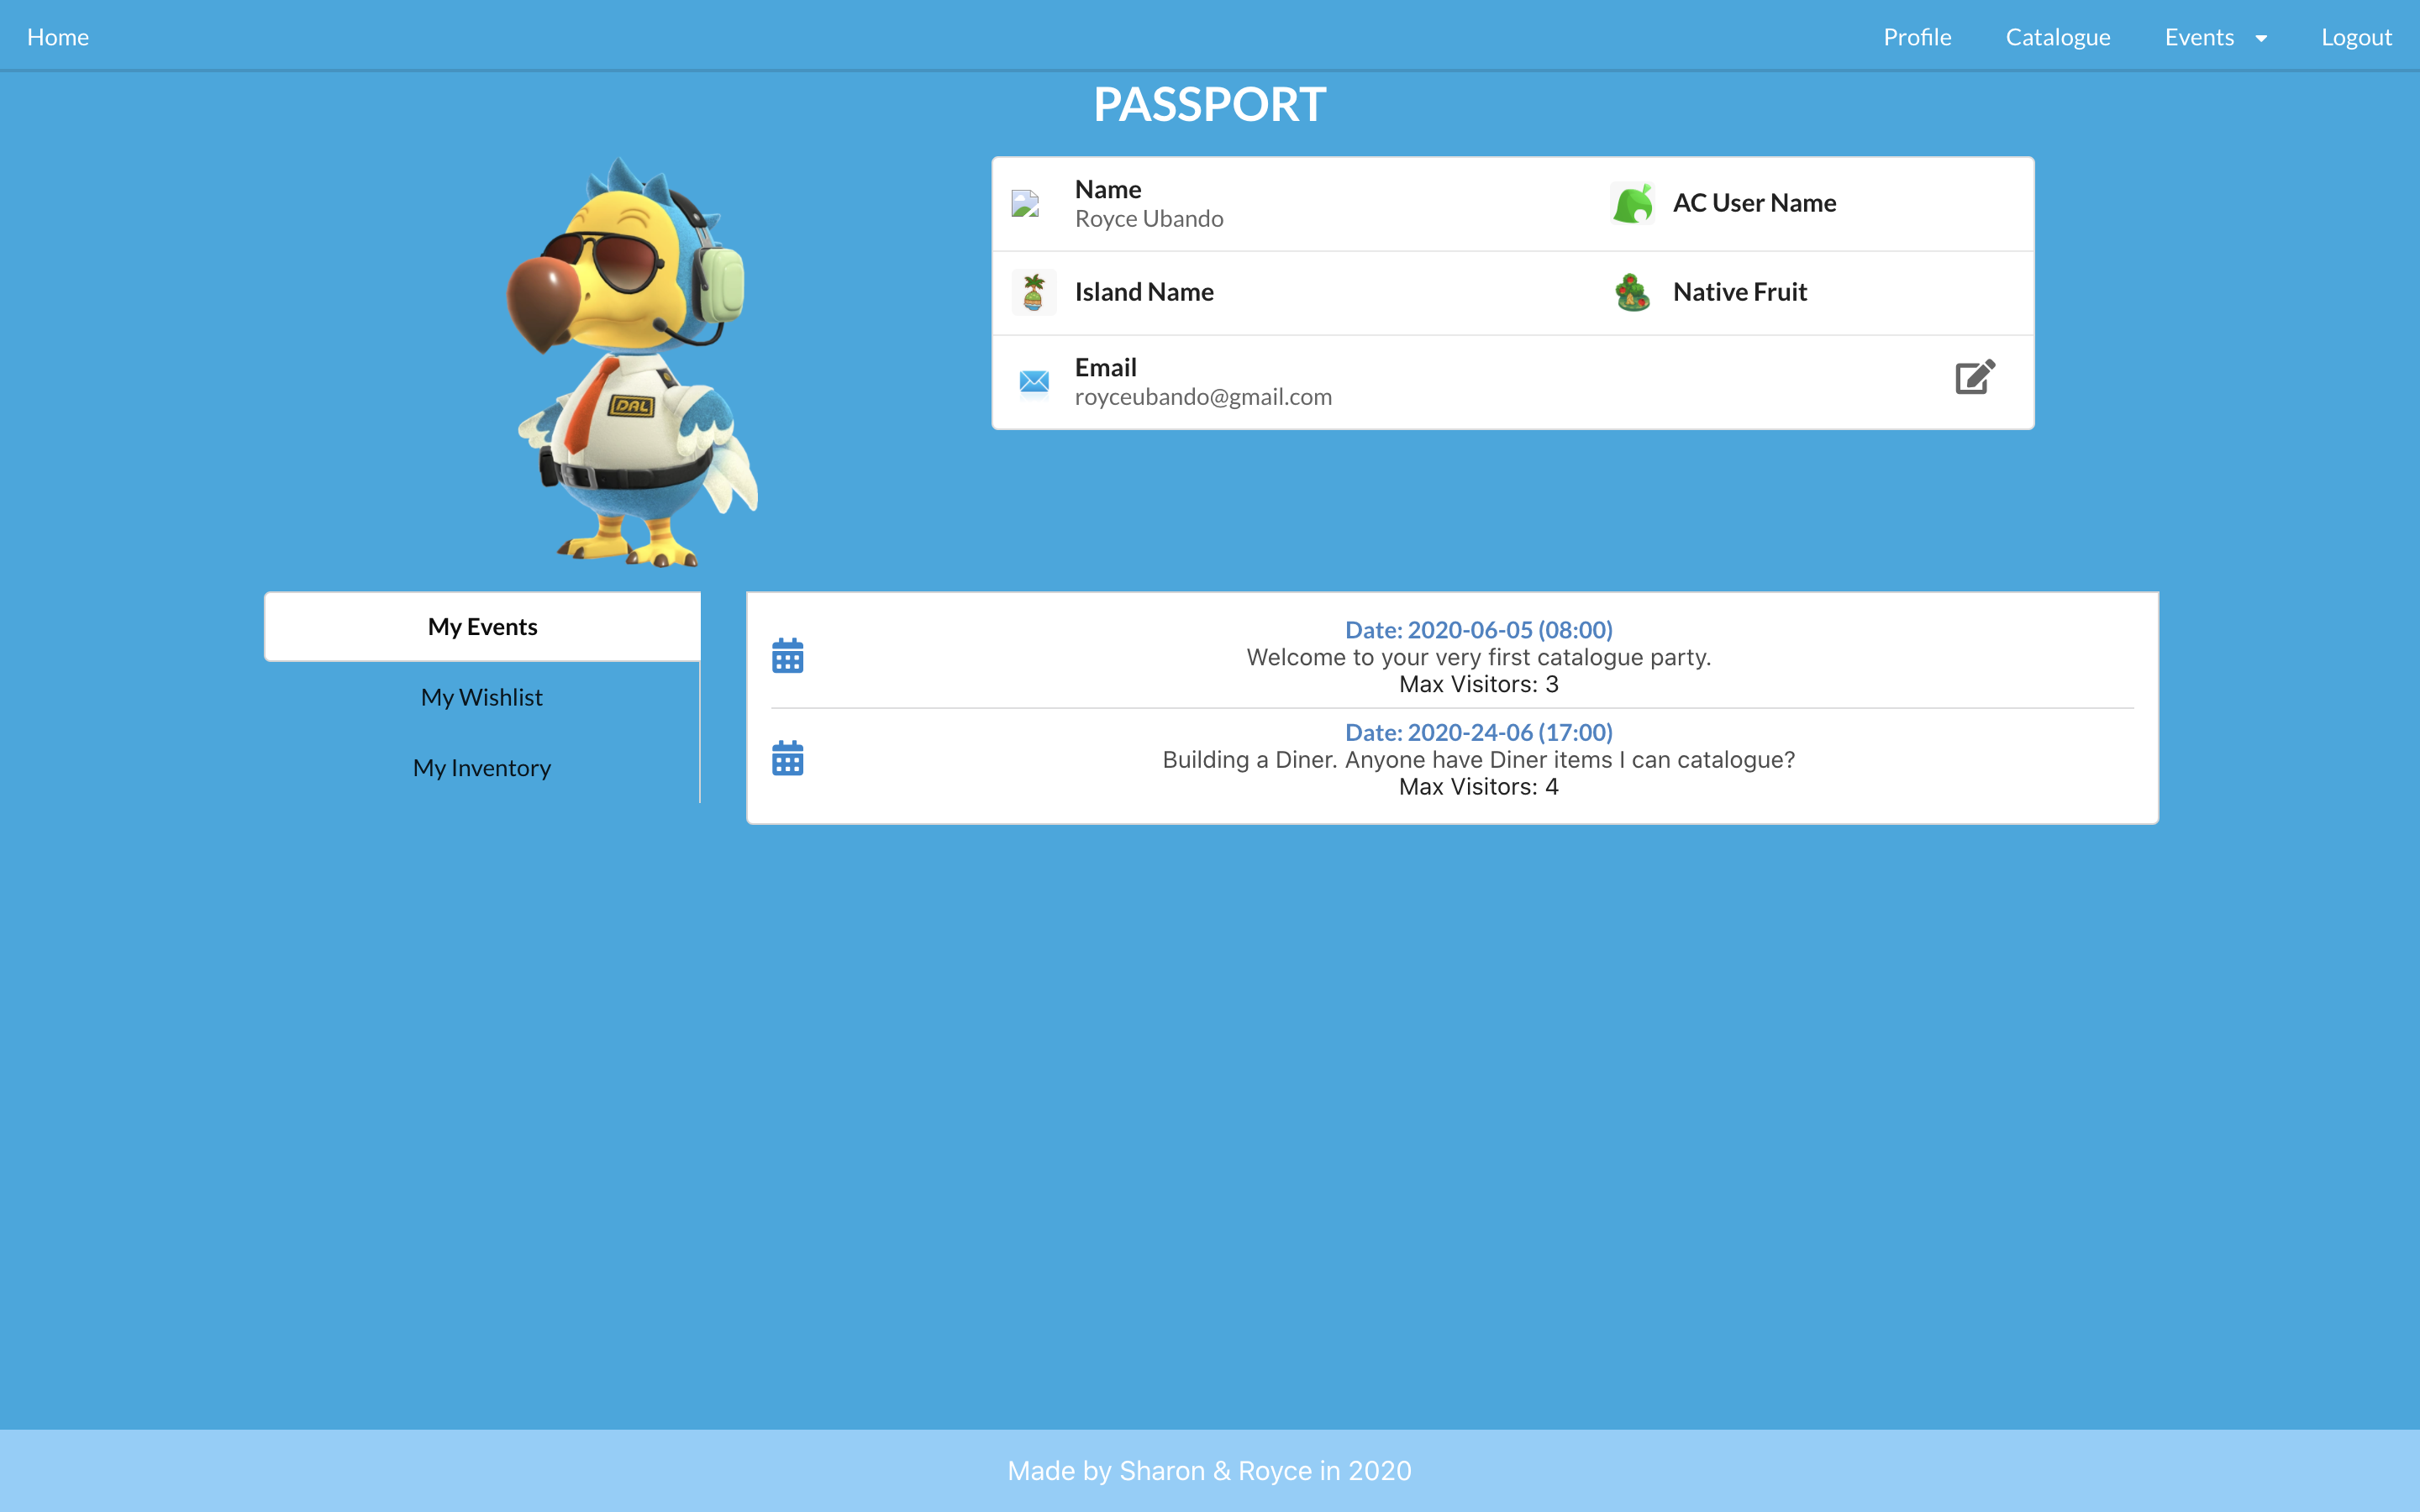 Home
Profile
Catalogue
Events
Logout
PASSPORT
Name
Royce Ubando
AC User Name
Island Name
Native Fruit
Email
royceubando@gmail.com
DAL
My Events
My Wishlist
My Inventory
Date: 2020-06-05 (08:00)
Welcome to your very first catalogue party.
Max Visitors: 3
Date: 2020-24-06 (17:00)
Building a Diner. Anyone have Diner items I can catalogue?
Max Visitors: 4
Made by Sharon & Royce in 2020